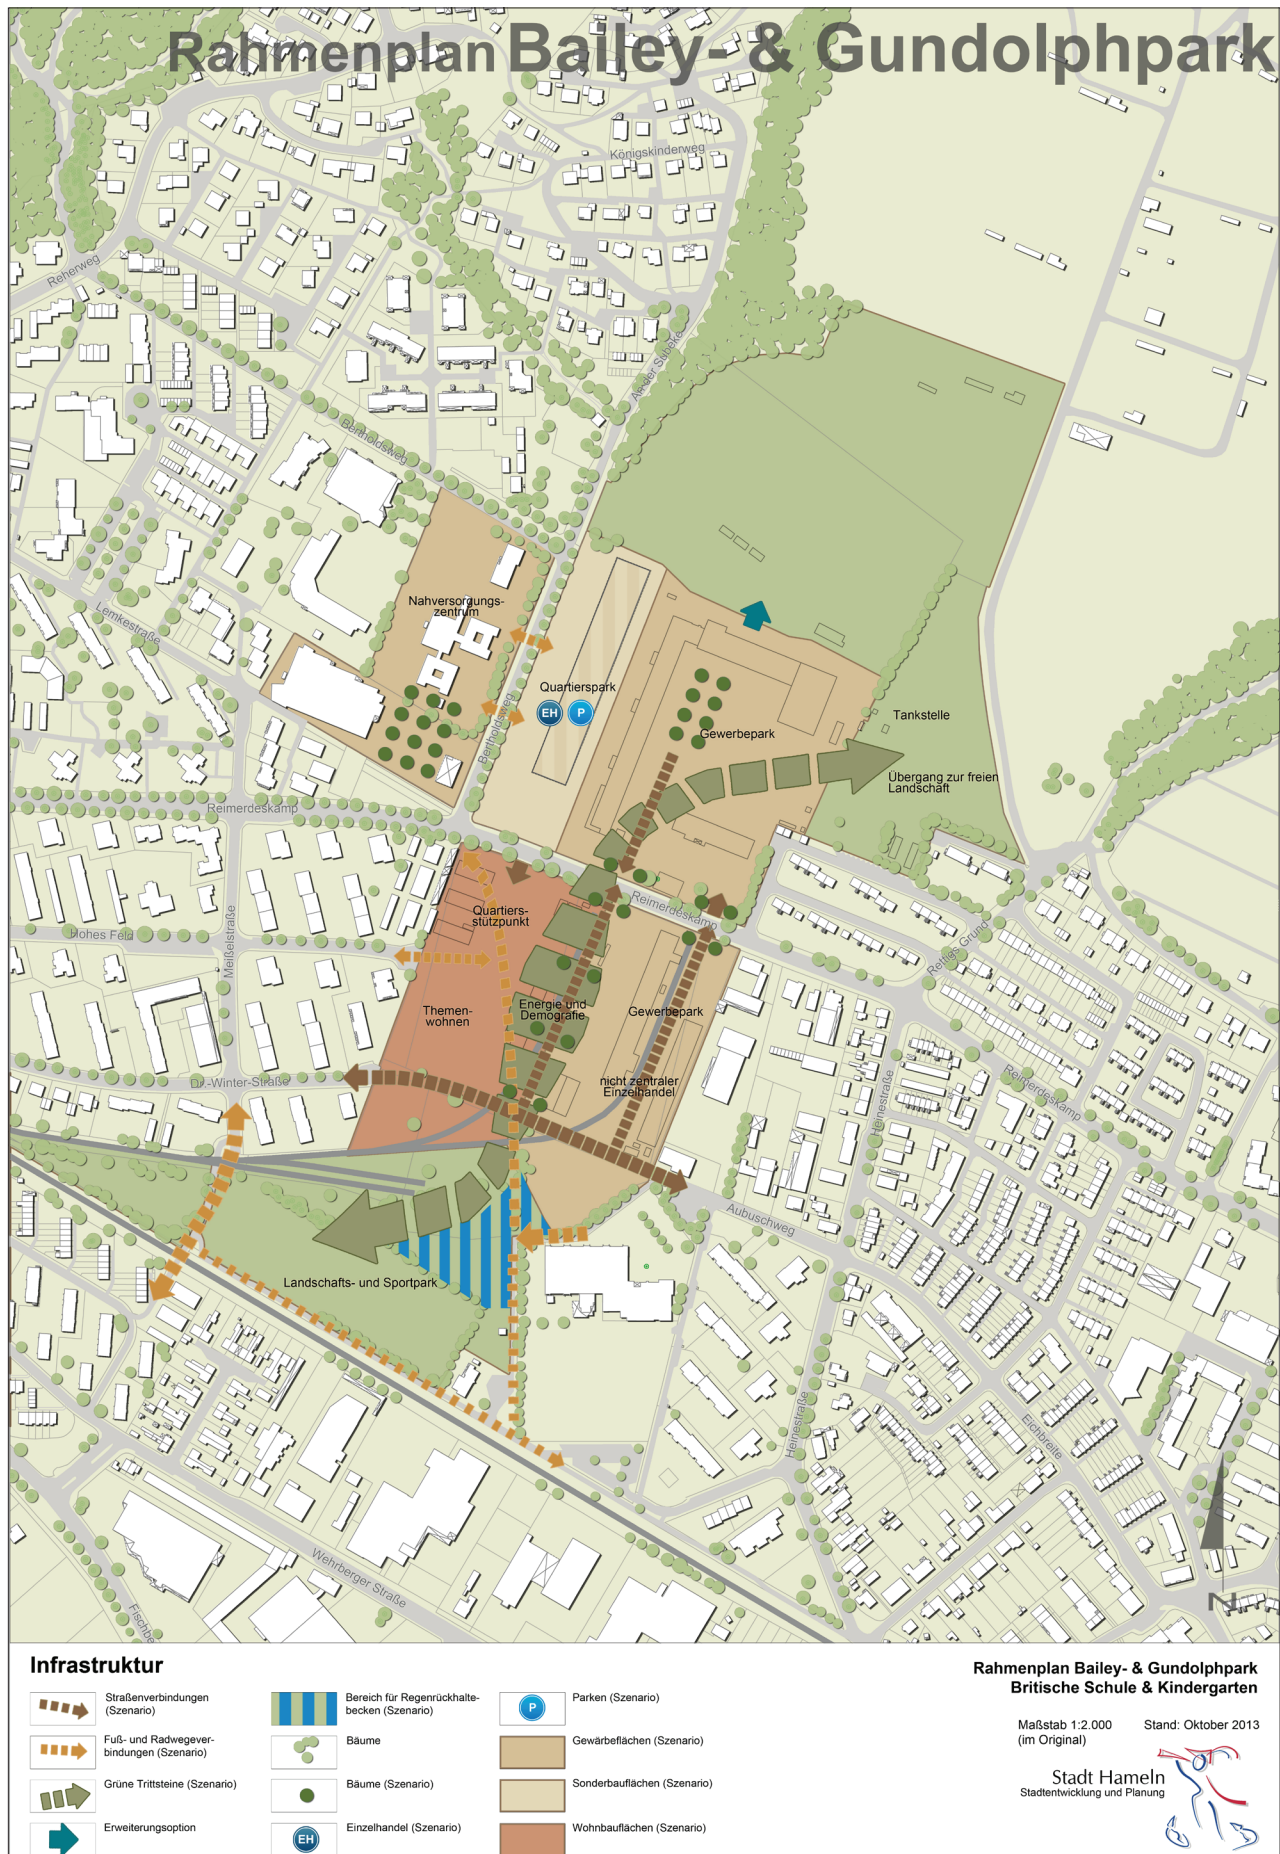 Rahmenplan Bailey- & Gundolphpark
Königskinderweg
Reherweg
An der Sübeke
Bertholdsweg
Nahversorgungs-
zentrum
Lemkestraße
Quartierspark
EH P
Bertholdsweg
Tankstelle
Gewerbepark
Übergang zur freien
Landschaft
Reimerdeskamp
Reimerdeskamp
Quartiers-
stützpunkt
Hohes Feld
Meißelstraße
Rettigs Grund
Themen-
wohnen
Energie und
Demografie
Gewerbepark
nicht zentraler
Einzelhandel
Dr.-Winter-Straße
Reimerdeskamp
Heinestraße
Aubuschweg
Landschafts- und Sportpark
Heinestraße
Eichbreite
Wehrberger Straße
Fischbe
N
Infrastruktur
Straßenverbindungen
(Szenario)
Fuß- und Radwegever-
bindungen (Szenario)
Grüne Trittsteine (Szenario)
Erweiterungsoption
Bereich für Regenrückhalte-
becken (Szenario)
Bäume
Bäume (Szenario)
EH
Einzelhandel (Szenario)
P
Parken (Szenario)
Gewärbeflächen (Szenario)
Sonderbauflächen (Szenario)
Wohnbauflächen (Szenario)
Rahmenplan Bailey- & Gundolphpark
Britische Schule & Kindergarten
Maßstab 1:2.000
(im Original)
Stand: Oktober 2013
Stadt Hameln
Stadtentwicklung und Planung